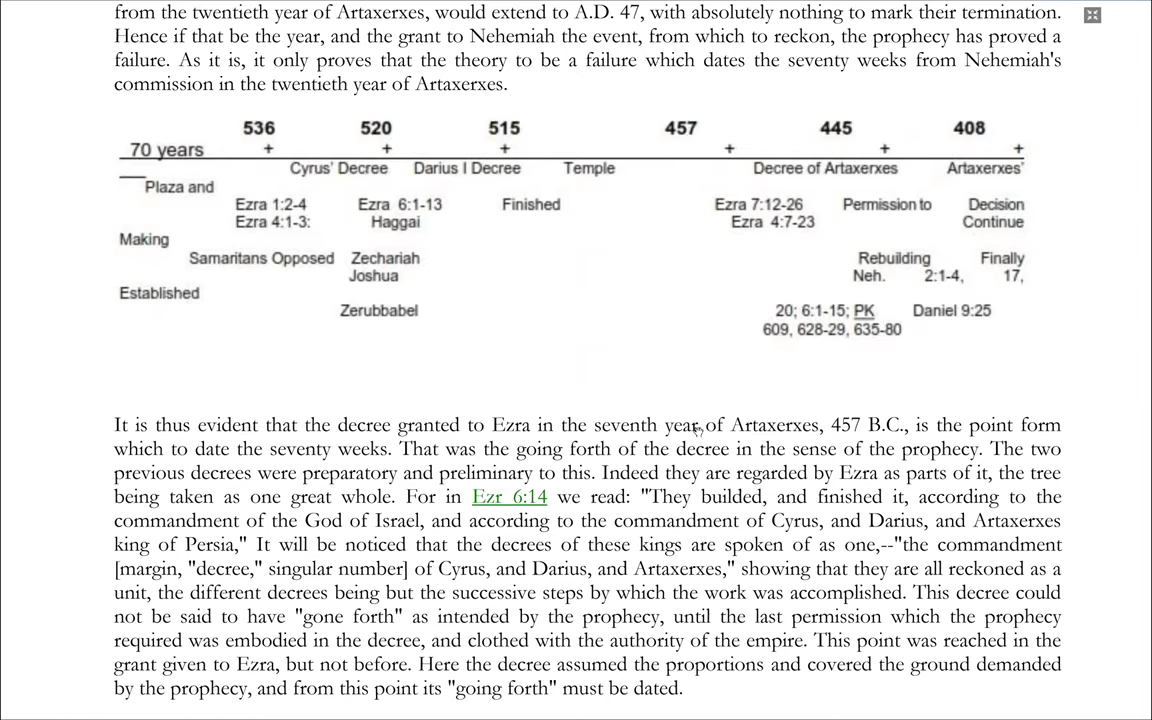 from the twentieth year of Artaxerxes, would extend to A.D. 47, with absolutely nothing to mark their termination.
Hence if that be the year, and the grant to Nehemiah the event, from which to reckon, the prophecy has proved a
failure. As it is, it only proves that the theory to be a failure which dates the seventy weeks from Nehemiah's
commission in the twentieth year of Artaxerxes.
536 520 515 457 445 408
70 years + + + + + +
Cyrus' Decree Darius I Decree Temple Decree of Artaxerxes Artaxerxes'
Plaza and
Ezra 1:2-4 Ezra 6:1-13 Finished Ezra 7:12-26 Permission to Decision
Ezra 4:1-3: Haggai Ezra 4:7-23 Continue
Making
Samaritans Opposed Zechariah Rebuilding Finally
Joshua Neh. 2:1-4, 17,
Established
Zerubbabel 20; 6:1-15; PK Daniel 9:25
609, 628-29, 635-80
It is thus evident that the decree granted to Ezra in the seventh year of Artaxerxes, 457 B.C., is the point form
which to date the seventy weeks. That was the going forth of the decree in the sense of the prophecy. The two
previous decrees were preparatory and preliminary to this. Indeed they are regarded by Ezra as parts of it, the tree
being taken as one great whole. For in Ezr 6:14 we read: "They builded, and finished it, according to the
commandment of the God of Israel, and according to the commandment of Cyrus, and Darius, and Artaxerxes
king of Persia," It will be noticed that the decrees of these kings are spoken of as one,--"the commandment
[margin, "decree," singular number] of Cyrus, and Darius, and Artaxerxes," showing that they are all reckoned as a
unit, the different decrees being but the successive steps by which the work was accomplished. This decree could
not be said to have "gone forth" as intended by the prophecy, until the last permission which the prophecy
required was embodied in the decree, and clothed with the authority of the empire. This point was reached in the
grant given to Ezra, but not before. Here the decree assumed the proportions and covered the ground demanded
by the prophecy, and from this point its "going forth" must be dated.